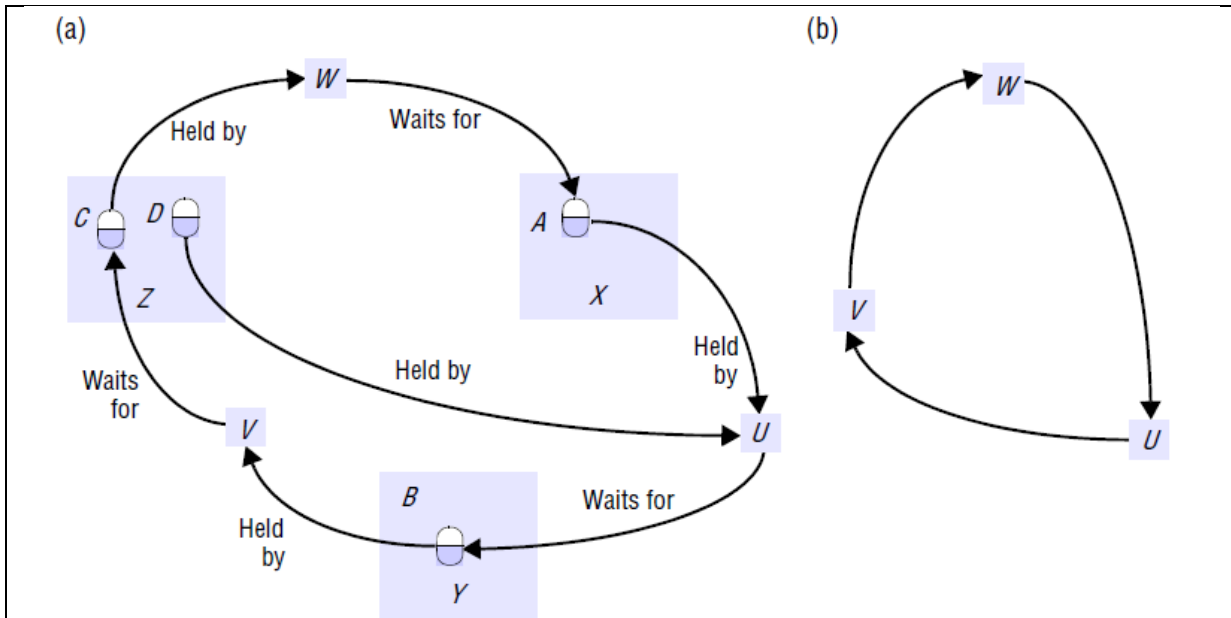 (a)
(b)
W
W
Waits for
Held by
C
D
A
Z
X
V
Held
by
Held by
Waits
for
V
U
U
B
Waits for
Held
by
Y